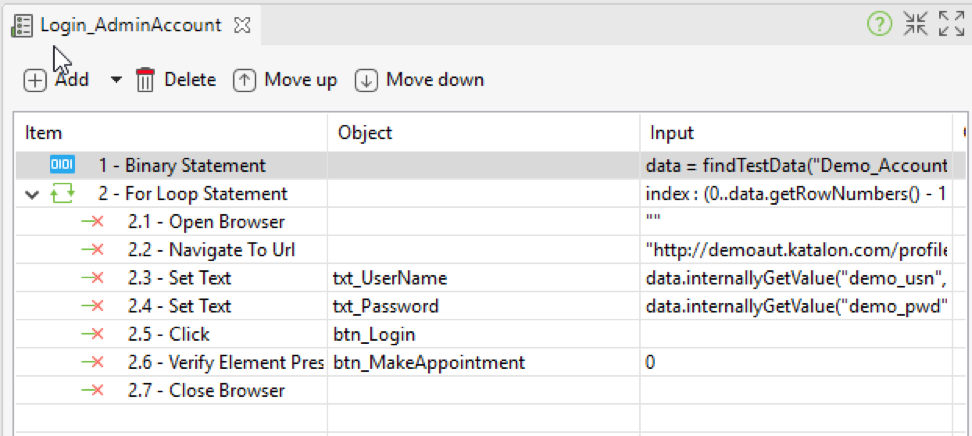 Login_AdminAccount
Add Delete Move up Move down
Item Object Input
0101 1 - Binary Statement data = findTestData("Demo_Account
2 - For Loop Statement index : (0..data.getRowNumbers() - 1
2.1 - Open Browser ""
2.2 - Navigate To Url "http://demoaut.katalon.com/profile
2.3 - Set Text txt_UserName data.internallyGetValue("demo_usn",
2.4 - Set Text txt_Password data.internallyGetValue("demo_pwd"
2.5 - Click btn_Login
2.6 - Verify Element Pres btn_MakeAppointment 0
2.7 - Close Browser